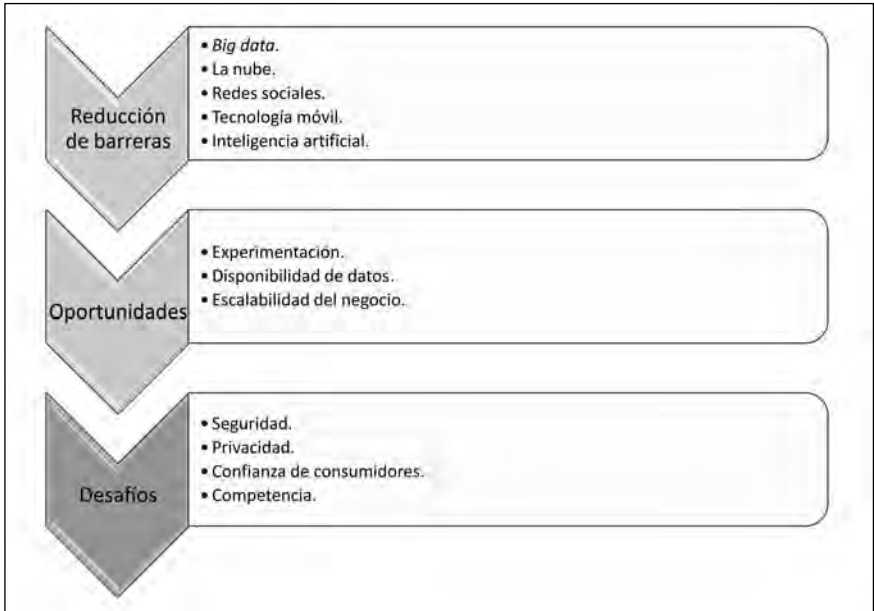 Reducción
de barreras
• Big data.
• La nube.
• Redes sociales.
• Tecnología móvil.
• Inteligencia artificial.
Oportunidades
• Experimentación.
• Disponibilidad de datos.
• Escalabilidad del negocio.
Desafíos
• Seguridad.
• Privacidad.
• Confianza de consumidores.
• Competencia.